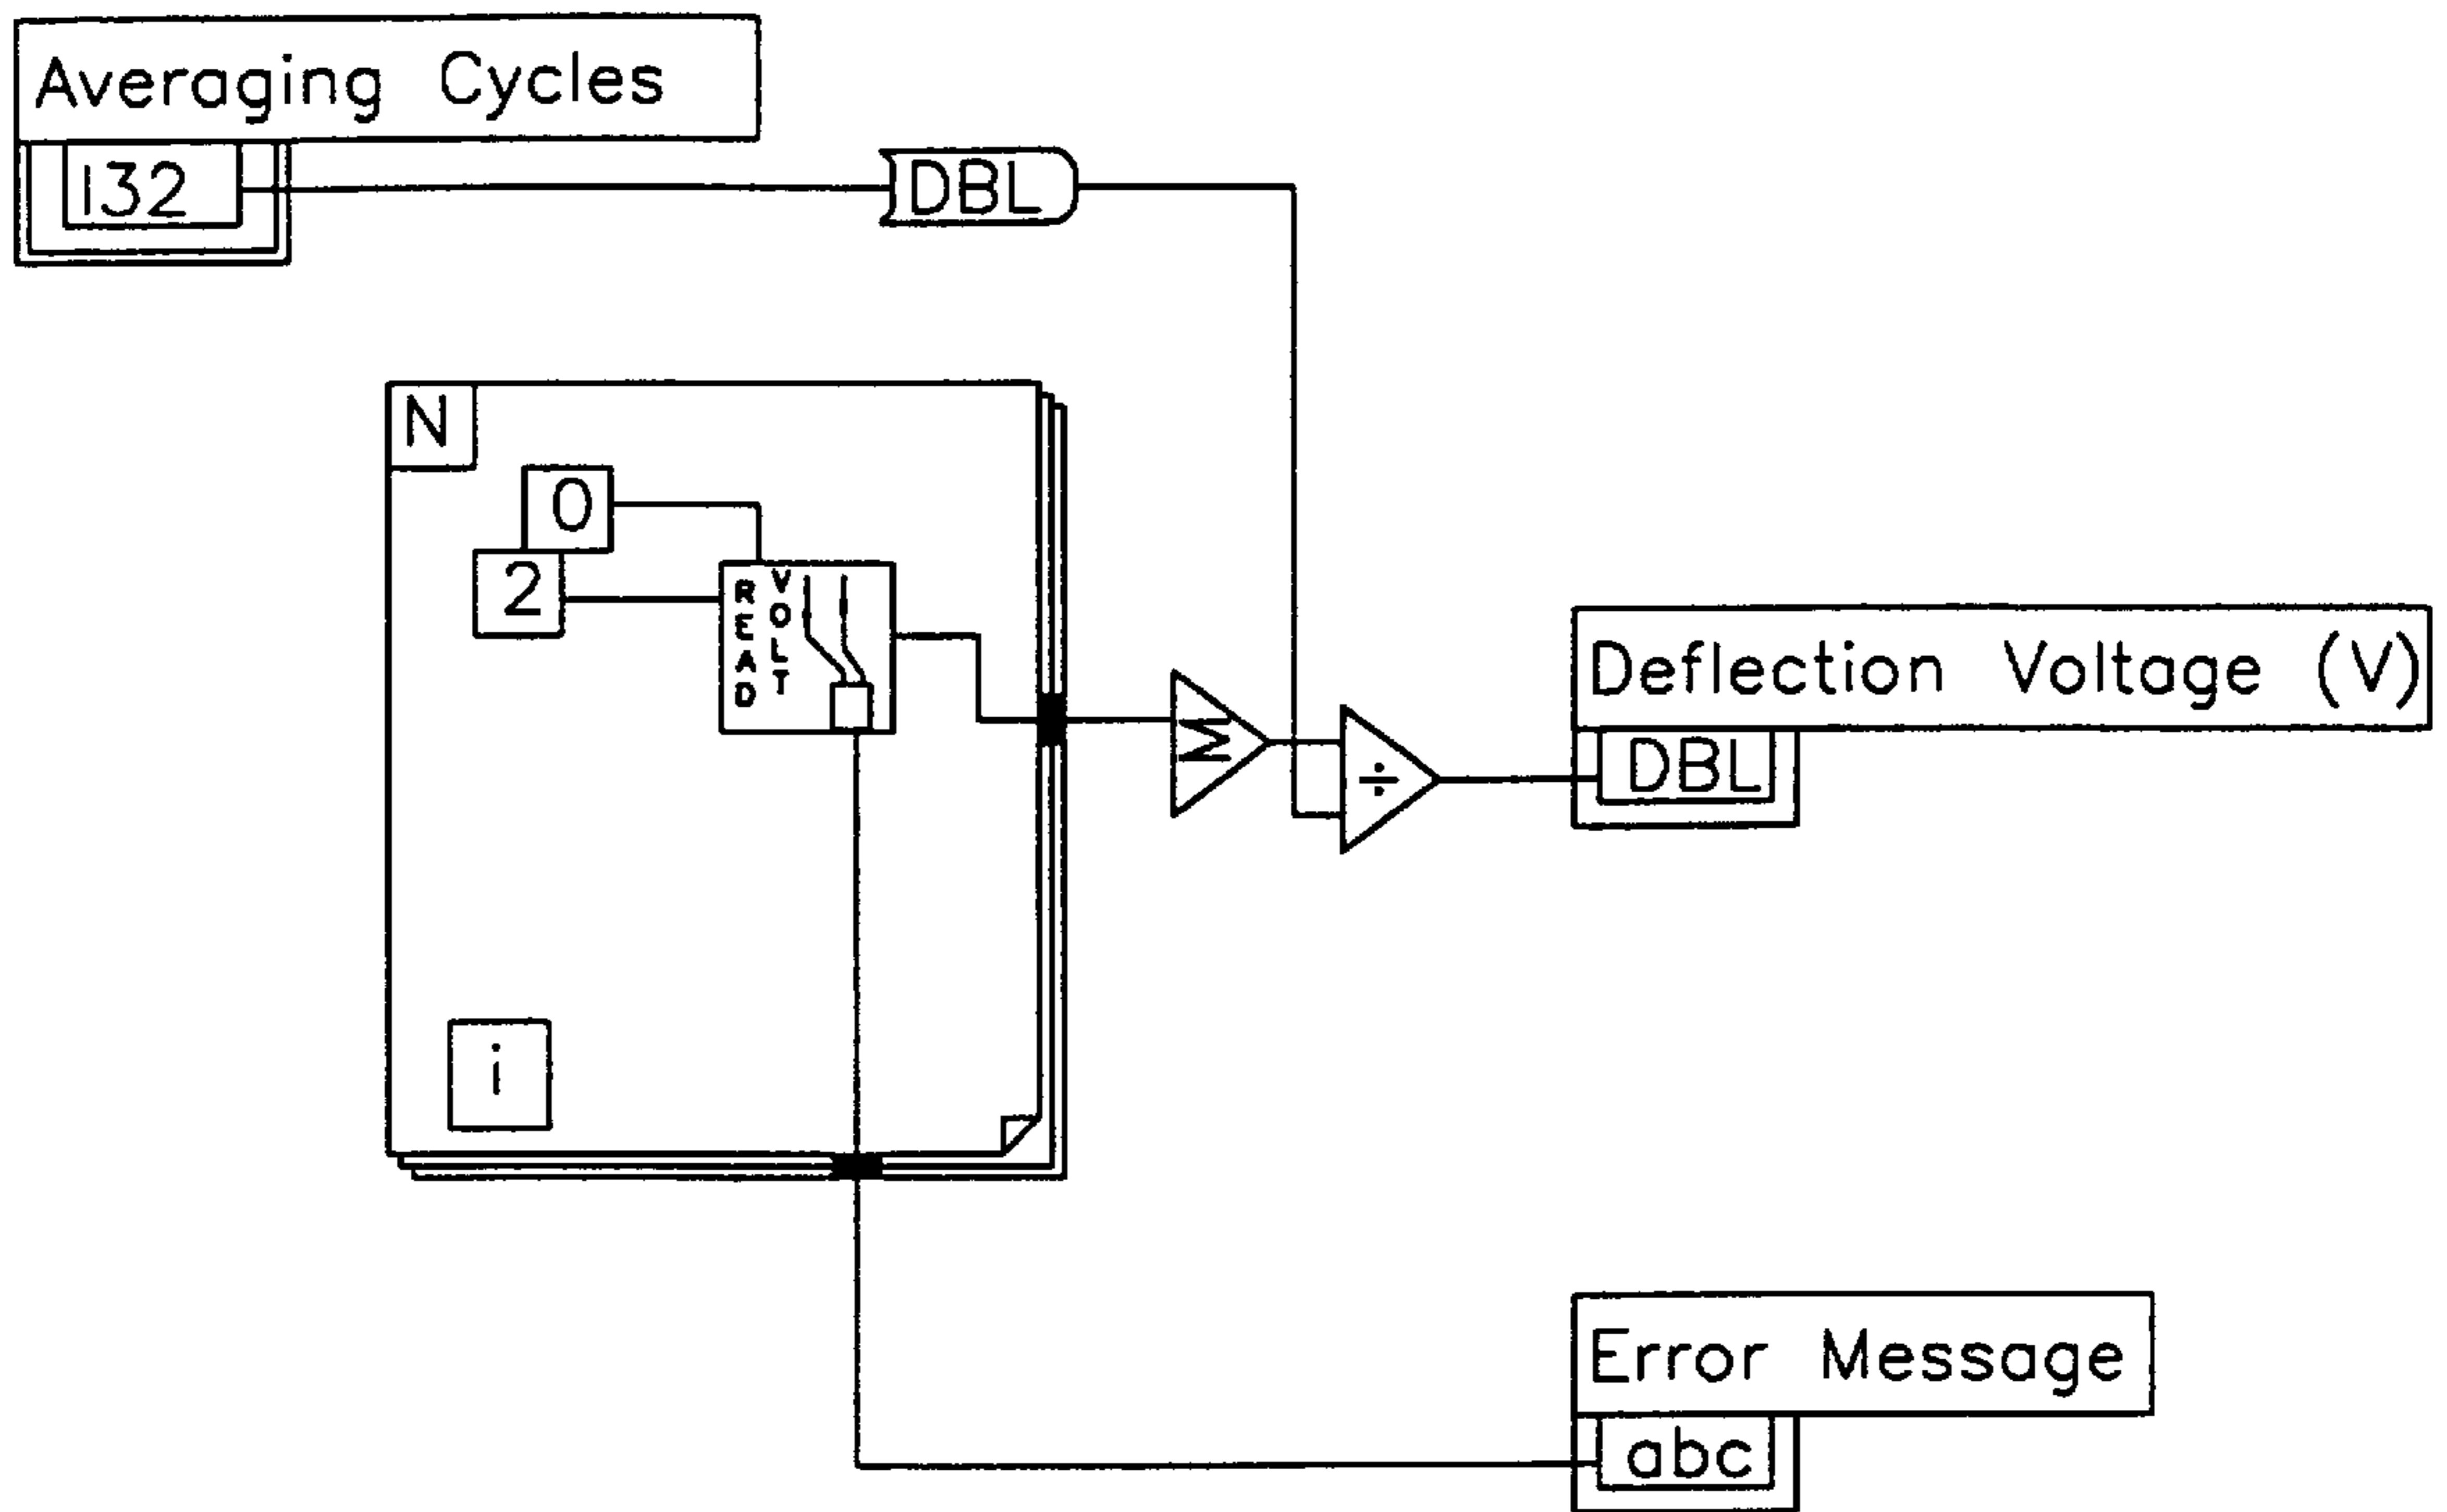 Averaging Cycles
I32
DBL
N
0
2
READ
VOLT
Σ
÷
Deflection Voltage (V)
DBL
i
Error Message
abc